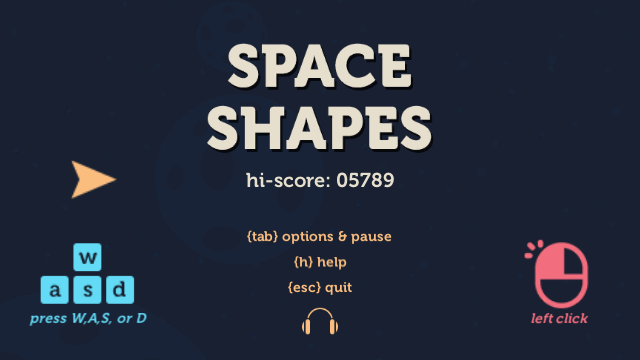 SPACE
SHAPES
hi-score: 05789
{tab} options & pause
{h} help
{esc} quit
w
a s d
press W,A,S, or D
left click